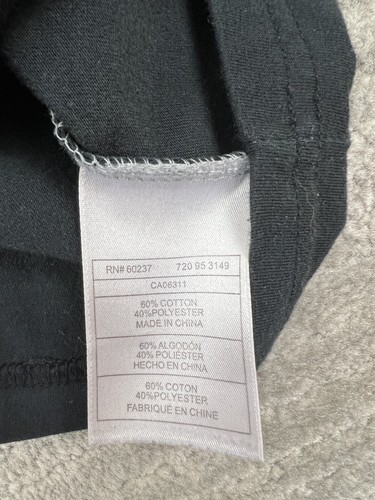 RN# 60237 720 95 3149
CA06311
60% COTTON
40%POLYESTER
MADE IN CHINA
60% ALGODÓN
40% POLIÉSTER
HECHO EN CHINA
60% COTON
40%POLYESTER
FABRIQUÉ EN CHINE